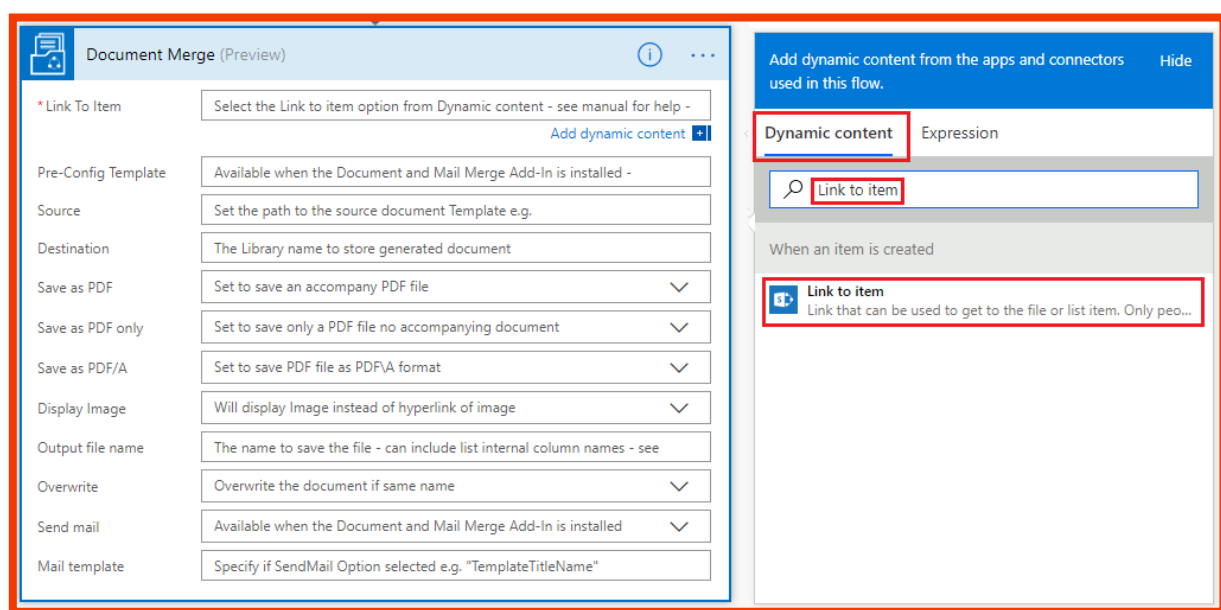 Document Merge (Preview)
* Link To Item
Select the Link to item option from Dynamic content - see manual for help -
Add dynamic content
Pre-Config Template
Available when the Document and Mail Merge Add-In is installed -
Source
Set the path to the source document Template e.g.
Destination
The Library name to store generated document
Save as PDF
Set to save an accompany PDF file
Save as PDF only
Set to save only a PDF file no accompanying document
Save as PDF/A
Set to save PDF file as PDF\A format
Display Image
Will display Image instead of hyperlink of image
Output file name
The name to save the file - can include list internal column names - see
Overwrite
Overwrite the document if same name
Send mail
Available when the Document and Mail Merge Add-In is installed
Mail template
Specify if SendMail Option selected e.g. "TemplateTitleName"
Add dynamic content from the apps and connectors
used in this flow.
Hide
Dynamic content
Expression
Link to item
When an item is created
Link to item
Link that can be used to get to the file or list item. Only peo...